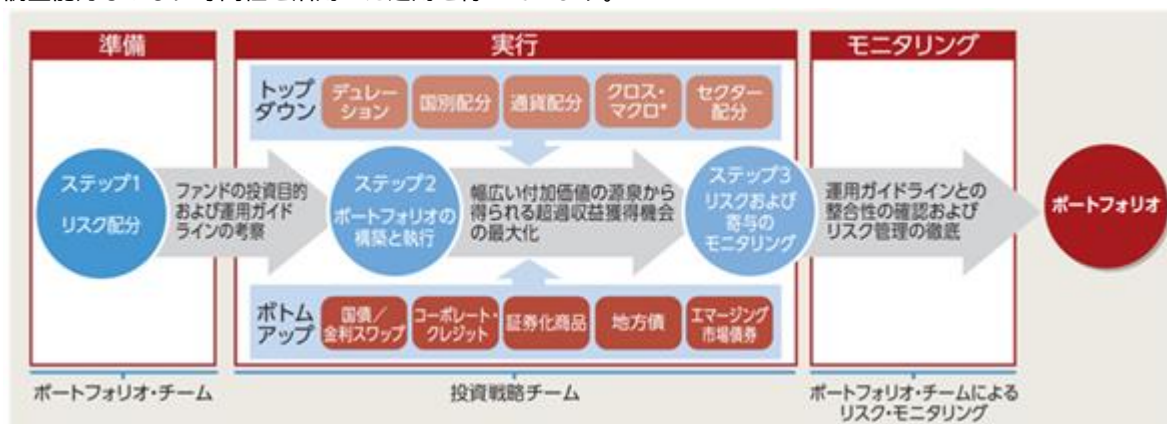 準備
実行
モニタリング
トップ
ダウン
デュレー
ション
国別配分
通貨配分
クロス・
マクロ*
セクター
配分
ステップ1
リスク配分
ファンドの投資目的
および運用ガイド
ラインの考察
ステップ2
ポートフォリオの
構築と執行
幅広い付加価値の源泉から
得られる超過収益獲得機会
の最大化
ステップ3
リスクおよび
寄与の
モニタリング
運用ガイドラインとの
整合性の確認および
リスク管理の徹底
ポートフォリオ
ボトム
アップ
国債/
金利スワップ
コーポレート・
クレジット
証券化商品
地方債
エマージング
市場債券
ポートフォリオ・チーム
投資戦略チーム
ポートフォリオ・チームによる
リスク・モニタリング